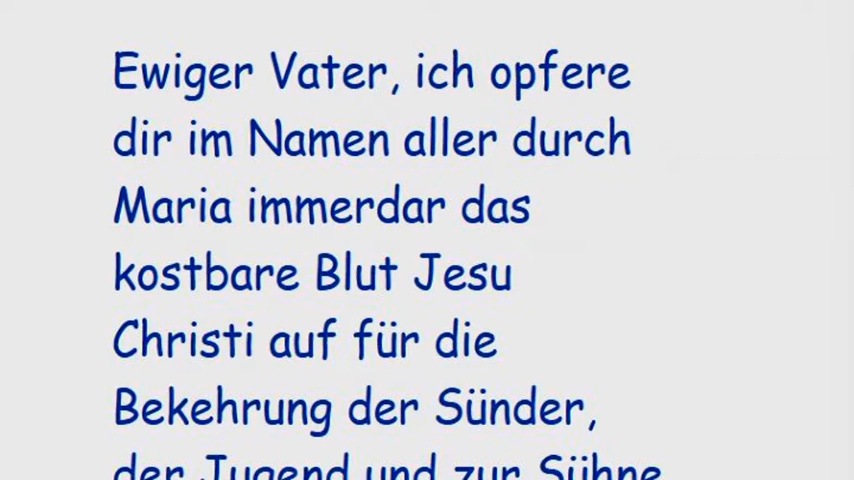 Ewiger Vater, ich opfere
dir im Namen aller durch
Maria immerdar das
kostbare Blut Jesu
Christi auf für die
Bekehrung der Sünder,
der Jugend und zur Sühne